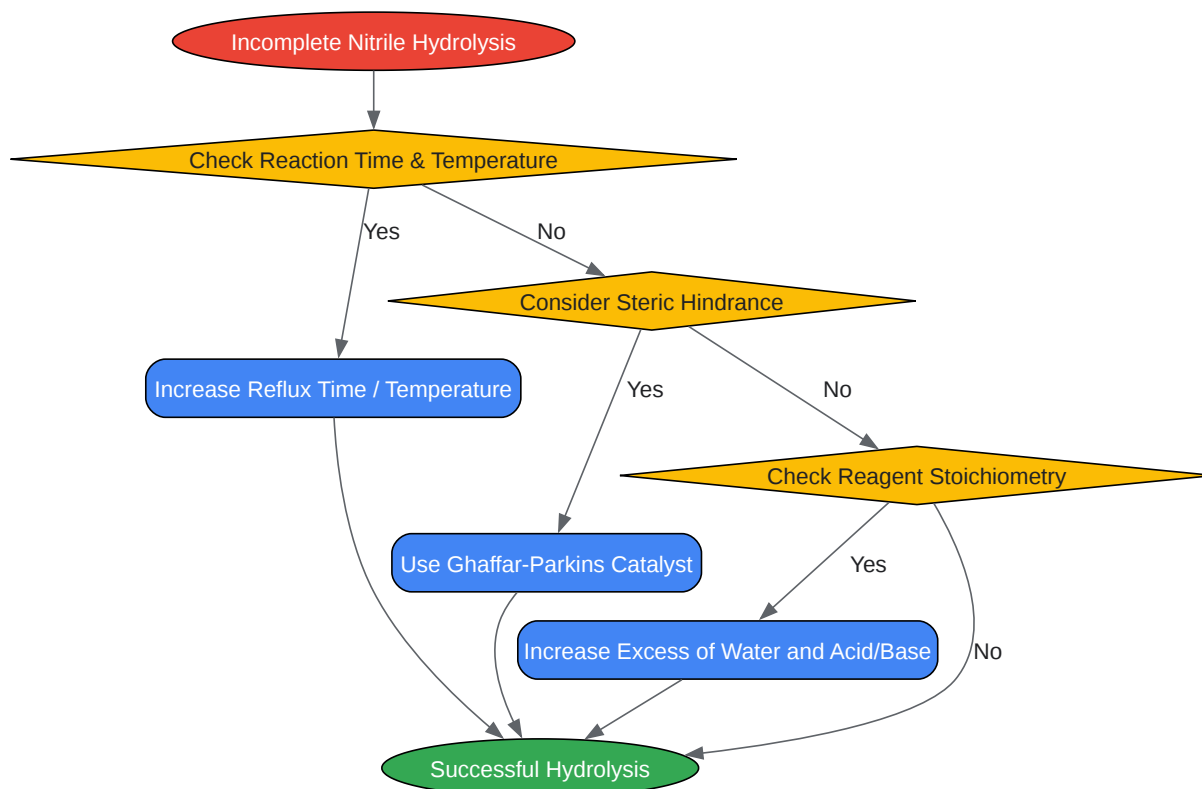 Incomplete Nitrile Hydrolysis
Check Reaction Time & Temperature
Yes
No
Consider Steric Hindrance
Increase Reflux Time / Temperature
Yes
No
Check Reagent Stoichiometry
Use Ghaffar-Parkins Catalyst
Yes
Increase Excess of Water and Acid/Base
No
Successful Hydrolysis